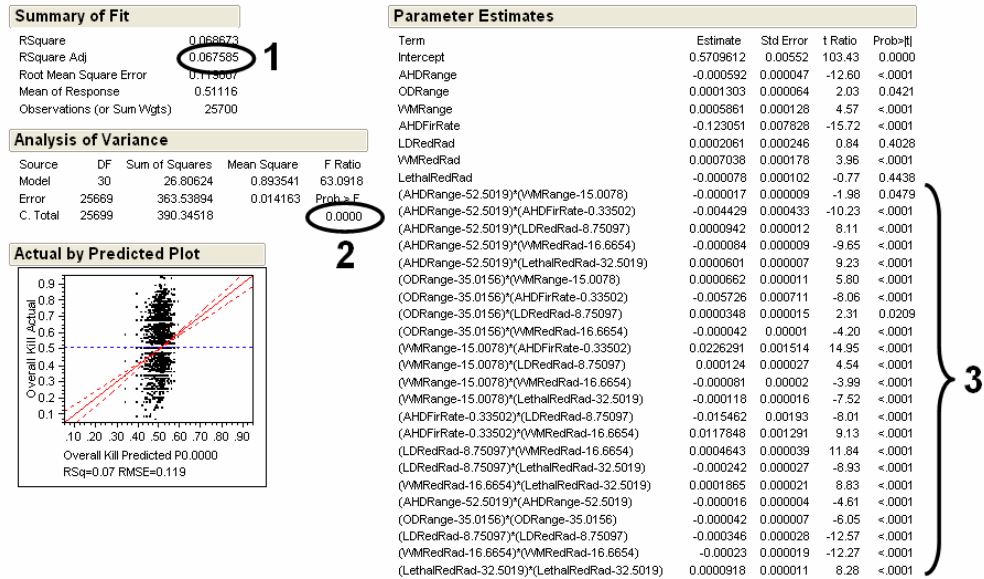 Summary of Fit
RSquare 0.068673
RSquare Adj 0.067585
Root Mean Square Error 0.119007
Mean of Response 0.51116
Observations (or Sum Wgts) 25700
1
Analysis of Variance
Source DF Sum of Squares Mean Square F Ratio
Model 30 26.80624 0.893541 63.0918
Error 25669 363.53894 0.014163 Prob > F
C. Total 25699 390.34518 0.0000
2
Actual by Predicted Plot
Overall Kill Actual
0.9
0.8
0.7
0.6
0.5
0.4
0.3
0.2
0.1
.10 .20 .30 .40 .50 .60 .70 .80 .90
Overall Kill Predicted P0.0000
RSq=0.07 RMSE=0.119
Parameter Estimates
Term Estimate Std Error t Ratio Prob>|t|
Intercept 0.5709612 0.00552 103.43 0.0000
AHDRange -0.000592 0.000047 -12.60 <.0001
ODRange 0.0001303 0.000064 2.03 0.0421
WMRange 0.0005861 0.000128 4.57 <.0001
AHDFirRate -0.123051 0.007828 -15.72 <.0001
LDRedRad 0.0002061 0.000246 0.84 0.4028
WMRedRad 0.0007038 0.000178 3.96 <.0001
LethalRedRad -0.000078 0.000102 -0.77 0.4438
(AHDRange-52.5019)*(WMRange-15.0078) -0.000017 0.000009 -1.98 0.0479
(AHDRange-52.5019)*(AHDFirRate-0.33502) -0.004429 0.000433 -10.23 <.0001
(AHDRange-52.5019)*(LDRedRad-8.75097) 0.0000942 0.000012 8.11 <.0001
(AHDRange-52.5019)*(WMRedRad-16.6654) -0.000084 0.000009 -9.65 <.0001
(AHDRange-52.5019)*(LethalRedRad-32.5019) 0.0000601 0.000007 9.23 <.0001
(ODRange-35.0156)*(WMRange-15.0078) 0.0000662 0.000011 5.80 <.0001
(ODRange-35.0156)*(AHDFirRate-0.33502) -0.005726 0.000711 -8.06 <.0001
(ODRange-35.0156)*(LDRedRad-8.75097) 0.0000348 0.000015 2.31 0.0209
(ODRange-35.0156)*(WMRedRad-16.6654) -0.000042 0.00001 -4.20 <.0001
(WMRange-15.0078)*(AHDFirRate-0.33502) 0.0226291 0.001514 14.95 <.0001
(WMRange-15.0078)*(LDRedRad-8.75097) 0.000124 0.000027 4.54 <.0001
(WMRange-15.0078)*(WMRedRad-16.6654) -0.000081 0.00002 -3.99 <.0001
(WMRange-15.0078)*(LethalRedRad-32.5019) -0.000118 0.000016 -7.52 <.0001
(AHDFirRate-0.33502)*(LDRedRad-8.75097) -0.015462 0.00193 -8.01 <.0001
(AHDFirRate-0.33502)*(WMRedRad-16.6654) 0.0117848 0.001291 9.13 <.0001
(LDRedRad-8.75097)*(WMRedRad-16.6654) 0.0004643 0.000039 11.84 <.0001
(LDRedRad-8.75097)*(LethalRedRad-32.5019) -0.000242 0.000027 -8.93 <.0001
(WMRedRad-16.6654)*(LethalRedRad-32.5019) 0.0001865 0.000021 8.83 <.0001
(AHDRange-52.5019)*(AHDRange-52.5019) -0.000016 0.000004 -4.61 <.0001
(ODRange-35.0156)*(ODRange-35.0156) -0.000042 0.000007 -6.05 <.0001
(LDRedRad-8.75097)*(LDRedRad-8.75097) -0.000346 0.000028 -12.57 <.0001
(WMRedRad-16.6654)*(WMRedRad-16.6654) -0.00023 0.000019 -12.27 <.0001
(LethalRedRad-32.5019)*(LethalRedRad-32.5019) 0.0000918 0.000011 8.28 <.0001
3